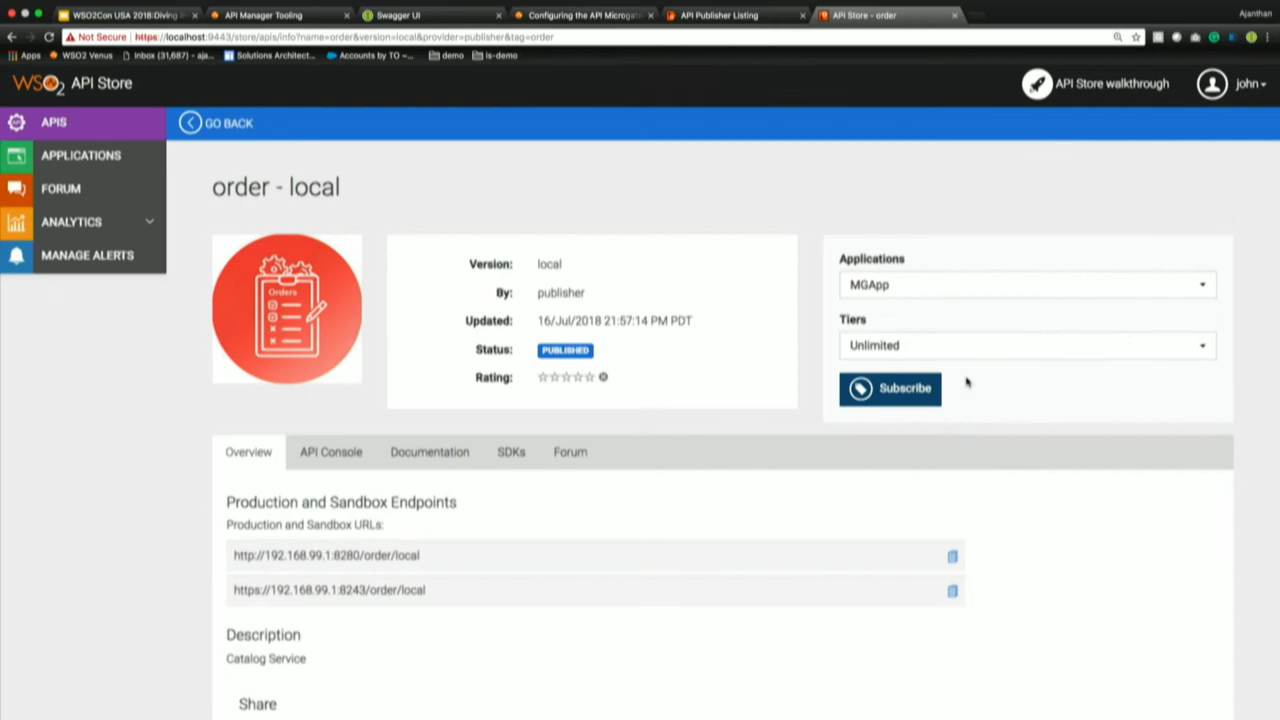 WSO2Con USA 2018: Diving
API Manager Tooling
Swagger UI
Configuring the API Microgat
API Publisher Listing
API Store - order
Ajanthan
Not Secure | https://localhost:9443/store/apis/info?name=order&version=local&provider=publisher&tag=order
Apps
WSO2 Venus
Inbox (31,687) - aja...
Solutions Architect...
Accounts by TO -...
demo
is-demo
WSO2 API Store
API Store walkthrough
john
APIS
GO BACK
APPLICATIONS
FORUM
ANALYTICS
MANAGE ALERTS
order - local
Orders
Version: local
By: publisher
Updated: 16/Jul/2018 21:57:14 PM PDT
Status: PUBLISHED
Rating:
Applications
MGApp
Tiers
Unlimited
Subscribe
Overview
API Console
Documentation
SDKs
Forum
Production and Sandbox Endpoints
Production and Sandbox URLs:
http://192.168.99.1:8280/order/local
https://192.168.99.1:8243/order/local
Description
Catalog Service
Share